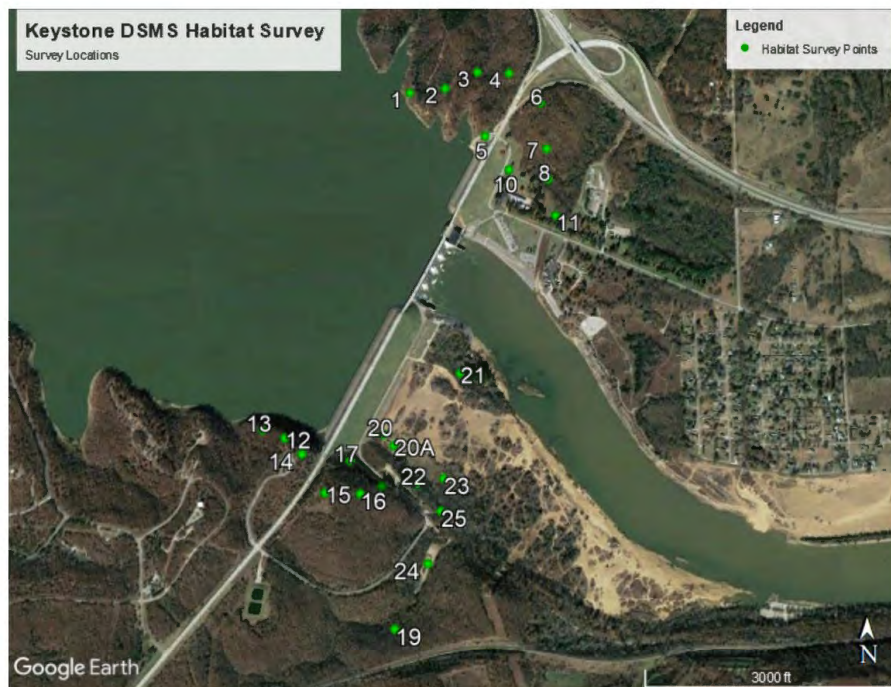 Keystone DSMS Habitat Survey
Survey Locations
Legend
Habitat Survey Points
1
2
3
4
5
6
7
8
10
11
13
12
14
17
15
16
20
20A
21
22
23
25
24
19
Google Earth
N
3000 ft